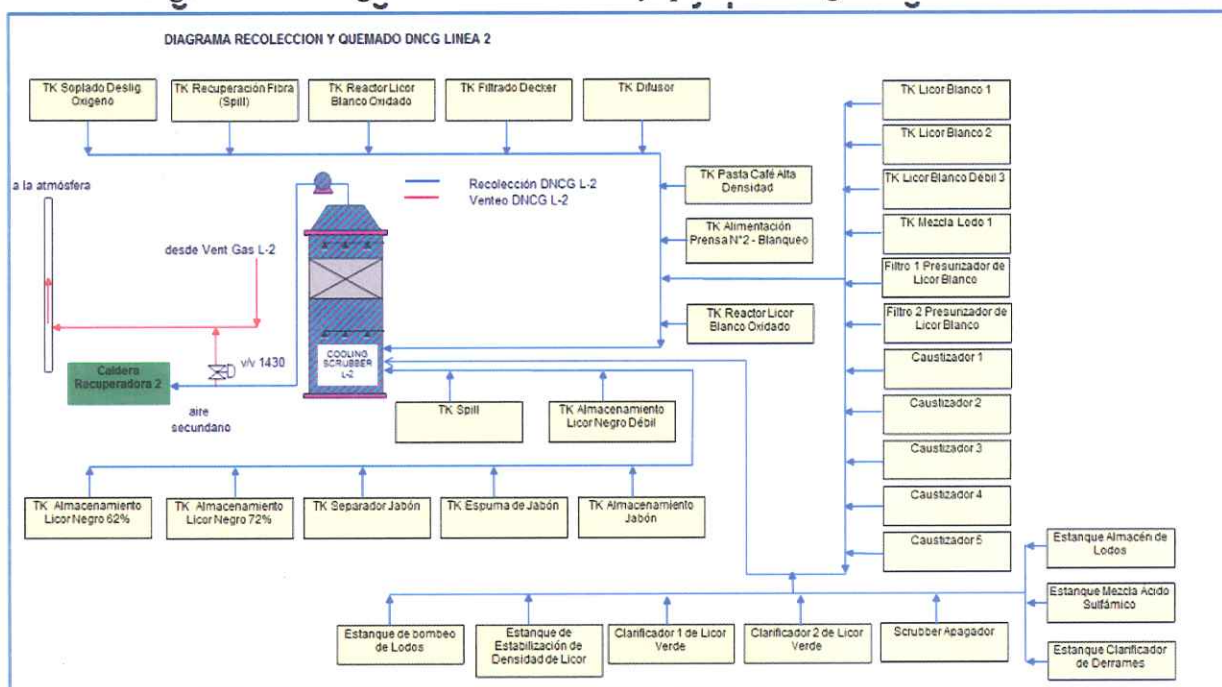 DIAGRAMA RECOLECCION Y QUEMADO DNCG LINEA 2
TK Soplado Deslig.
Oxigeno
TK Recuperación Fibra
(Spill)
TK Reactor Licor
Blanco Oxidado
TK Filtrado Decker
TK Difusor
TK Licor Blanco 1
TK Licor Blanco 2
TK Licor Blanco Débil 3
TK Mezcla Lodo 1
Filtro 1 Presurizador de
Licor Blanco
Filtro 2 Presurizador de
Licor Blanco
Caustizador 1
Caustizador 2
Caustizador 3
Caustizador 4
Caustizador 5
TK Pasta Café Alta
Densidad
TK Alimentación
Prensa N°2 - Blanqueo
TK Reactor Licor
Blanco Oxidado
a la atmósfera
Recolección DNCG L-2
Venteo DNCG L-2
desde Vent Gas L-2
v/v 1430
COOLING
SCRUBBER
L-2
Caldera
Recuperadora 2
aire
secundario
TK Spill
TK Almacenamiento
Licor Negro Débil
TK Almacenamiento
Licor Negro 62%
TK Almacenamiento
Licor Negro 72%
TK Separador Jabón
TK Espuma de Jabón
TK Almacenamiento
Jabón
Estanque Almacén de
Lodos
Estanque Mezcla Acido
Sulfámico
Estanque Clarificador
de Derrames
Estanque de bombeo
de Lodos
Estanque de
Estabilización de
Densidad de Licor
Clarificador 1 de Licor
Verde
Clarificador 2 de Licor
Verde
Scrubber Apagador